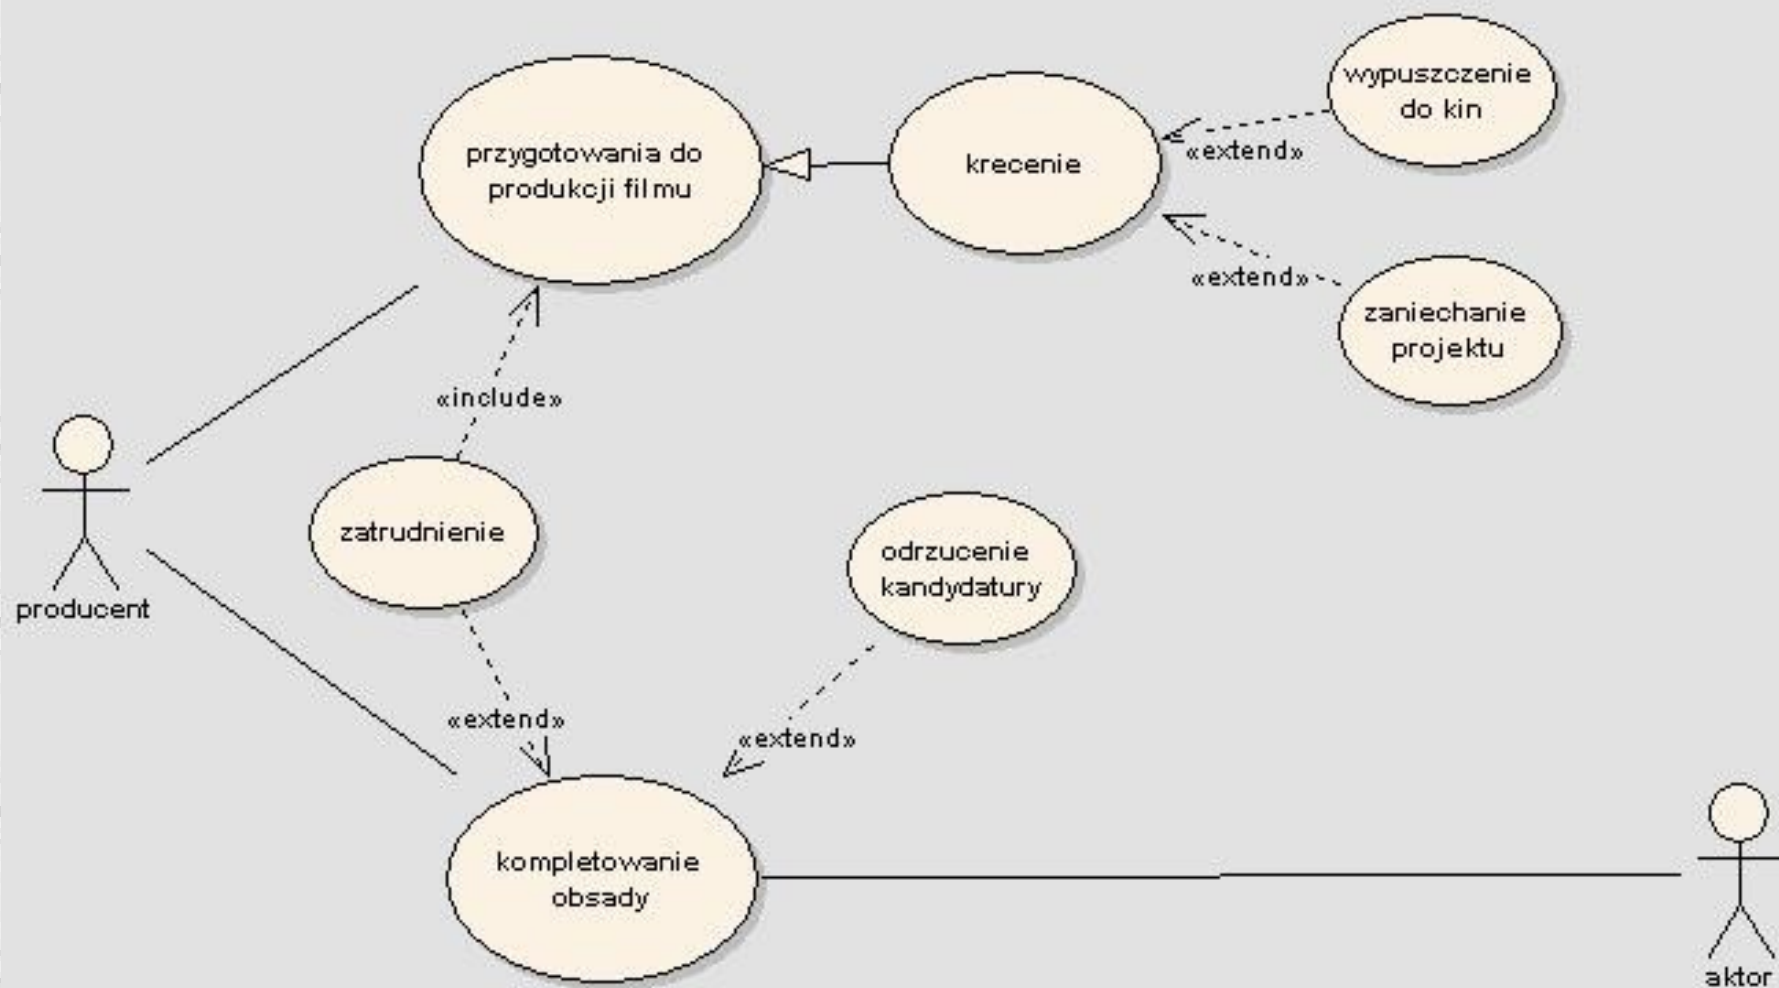 wypuszczenie
do kin
przygotowania do
produkcji filmu
krecenie
«extend»
«extend»
zaniechanie
projektu
«include»
zatrudnienie
odrzucenie
kandydatury
producent
«extend»
«extend»
kompletowanie
obsady
aktor